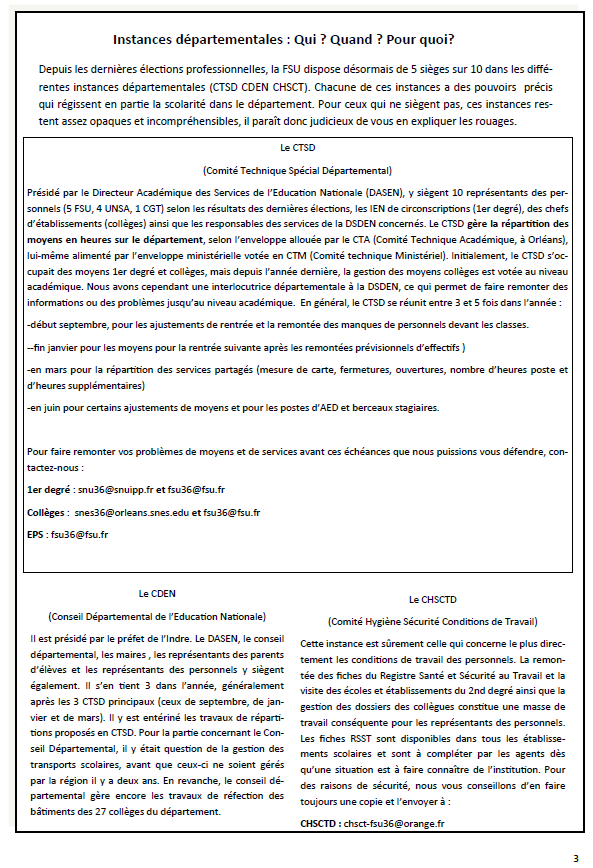 Instances départementales : Qui ? Quand ? Pour quoi?
Depuis les dernières élections professionnelles, la FSU dispose désormais de 5 sièges sur 10 dans les diffé-
rentes instances départementales (CTSD CDEN CHSCT). Chacune de ces instances a des pouvoirs précis
qui régissent en partie la scolarité dans le département. Pour ceux qui ne siègent pas, ces instances res-
tent assez opaques et incompréhensibles, il paraît donc judicieux de vous en expliquer les rouages.
Le CTSD
(Comité Technique Spécial Départemental)
Présidé par le Directeur Académique des Services de l'Education Nationale (DASEN), y siègent 10 représentants des per-
sonnels (5 FSU, 4 UNSA, 1 CGT) selon les résultats des dernières élections, les IEN de circonscriptions (1er degré), des chefs
d'établissements (collèges) ainsi que les responsables des services de la DSDEN concernés. Le CTSD gère la répartition des
moyens en heures sur le département, selon l'enveloppe allouée par le CTA (Comité Technique Académique, à Orléans),
lui-même alimenté par l'enveloppe ministérielle votée en CTM (Comité technique Ministériel). Initialement, le CTSD s'oc-
cupait des moyens 1er degré et collèges, mais depuis l'année dernière, la gestion des moyens collèges est votée au niveau
académique. Nous avons cependant une interlocutrice départementale à la DSDEN, ce qui permet de faire remonter des
informations ou des problèmes jusqu'au niveau académique. En général, le CTSD se réunit entre 3 et 5 fois dans l'année :
-début septembre, pour les ajustements de rentrée et la remontée des manques de personnels devant les classes.
--fin janvier pour les moyens pour la rentrée suivante après les remontées prévisionnels d'effectifs )
-en mars pour la répartition des services partagés (mesure de carte, fermetures, ouvertures, nombre d'heures poste et
d'heures supplémentaires)
-en juin pour certains ajustements de moyens et pour les postes d'AED et berceaux stagiaires.
Pour faire remonter vos problèmes de moyens et de services avant ces échéances que nous puissions vous défendre, con-
tactez-nous :
1er degré : snu36@snuipp.fr et fsu36@fsu.fr
Collèges : snes36@orleans.snes.edu et fsu36@fsu.fr
EPS : fsu36@fsu.fr
Le CDEN
(Conseil Départemental de l'Education Nationale)
Il est présidé par le préfet de l'Indre. Le DASEN, le conseil
départemental, les maires , les représentants des parents
d'élèves et les représentants des personnels y siègent
également. Il s'en tient 3 dans l'année, généralement
après les 3 CTSD principaux (ceux de septembre, de jan-
vier et de mars). Il y est entériné les travaux de réparti-
tions proposés en CTSD. Pour la partie concernant le Con-
seil Départemental, il y était question de la gestion des
transports scolaires, avant que ceux-ci ne soient gérés
par la région il y a deux ans. En revanche, le conseil dé-
partemental gère encore les travaux de réfection des
bâtiments des 27 collèges du département.
Le CHSCTD
(Comité Hygiène Sécurité Conditions de Travail)
Cette instance est sûrement celle qui concerne le plus direc-
tement les conditions de travail des personnels. La remon-
tée des fiches du Registre Santé et Sécurité au Travail et la
visite des écoles et établissements du 2nd degré ainsi que la
gestion des dossiers des collègues constitue une masse de
travail conséquente pour les représentants des personnels.
Les fiches RSST sont disponibles dans tous les établisse-
ments scolaires et sont à compléter par les agents dès
qu'une situation est à faire connaître de l'institution. Pour
des raisons de sécurité, nous vous conseillons d'en faire
toujours une copie et l'envoyer à :
CHSCTD : chsct-fsu36@orange.fr
3